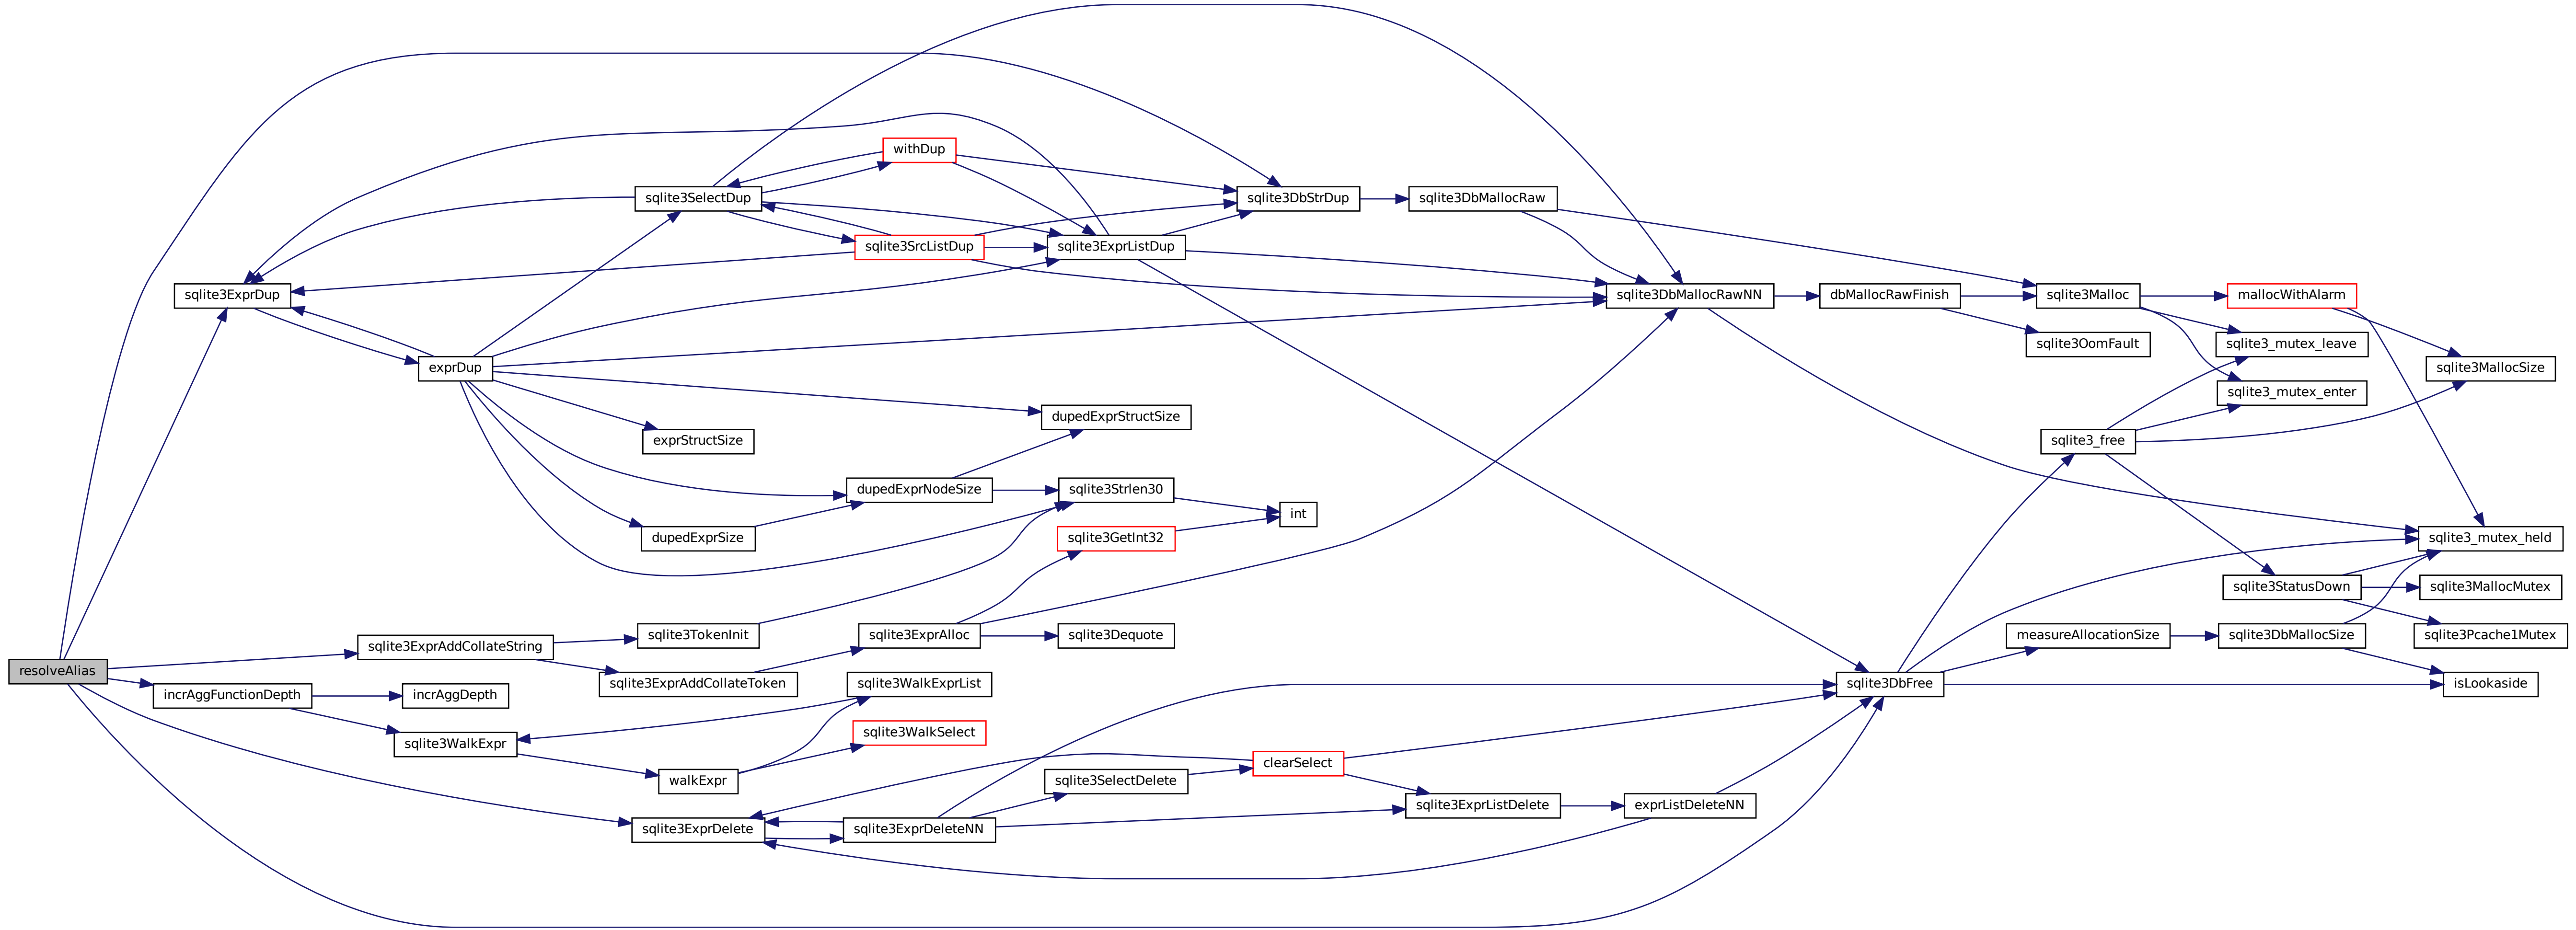 withDup
sqlite3SelectDup
sqlite3DbStrDup
sqlite3DbMallocRaw
sqlite3SrcListDup
sqlite3ExprListDup
sqlite3ExprDup
sqlite3DbMallocRawNN
dbMallocRawFinish
sqlite3Malloc
mallocWithAlarm
sqlite3OomFault
sqlite3_mutex_leave
exprDup
sqlite3MallocSize
sqlite3_mutex_enter
dupedExprStructSize
exprStructSize
sqlite3_free
dupedExprNodeSize
sqlite3Strlen30
int
dupedExprSize
sqlite3GetInt32
sqlite3_mutex_held
sqlite3StatusDown
sqlite3MallocMutex
sqlite3TokenInit
sqlite3ExprAlloc
sqlite3Dequote
measureAllocationSize
sqlite3DbMallocSize
sqlite3Pcache1Mutex
sqlite3ExprAddCollateString
resolveAlias
sqlite3ExprAddCollateToken
sqlite3WalkExprList
sqlite3DbFree
isLookaside
incrAggFunctionDepth
incrAggDepth
sqlite3WalkSelect
sqlite3WalkExpr
clearSelect
walkExpr
sqlite3SelectDelete
sqlite3ExprListDelete
exprListDeleteNN
sqlite3ExprDelete
sqlite3ExprDeleteNN